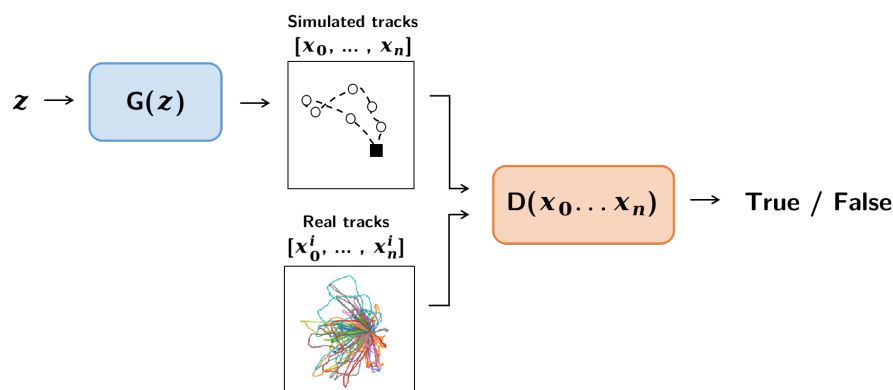 Simulated tracks
[x₀, ... , xₙ]
z
G(z)
D(x₀...xₙ)
True / False
Real tracks
[x₀ⁱ, ... , xₙⁱ]